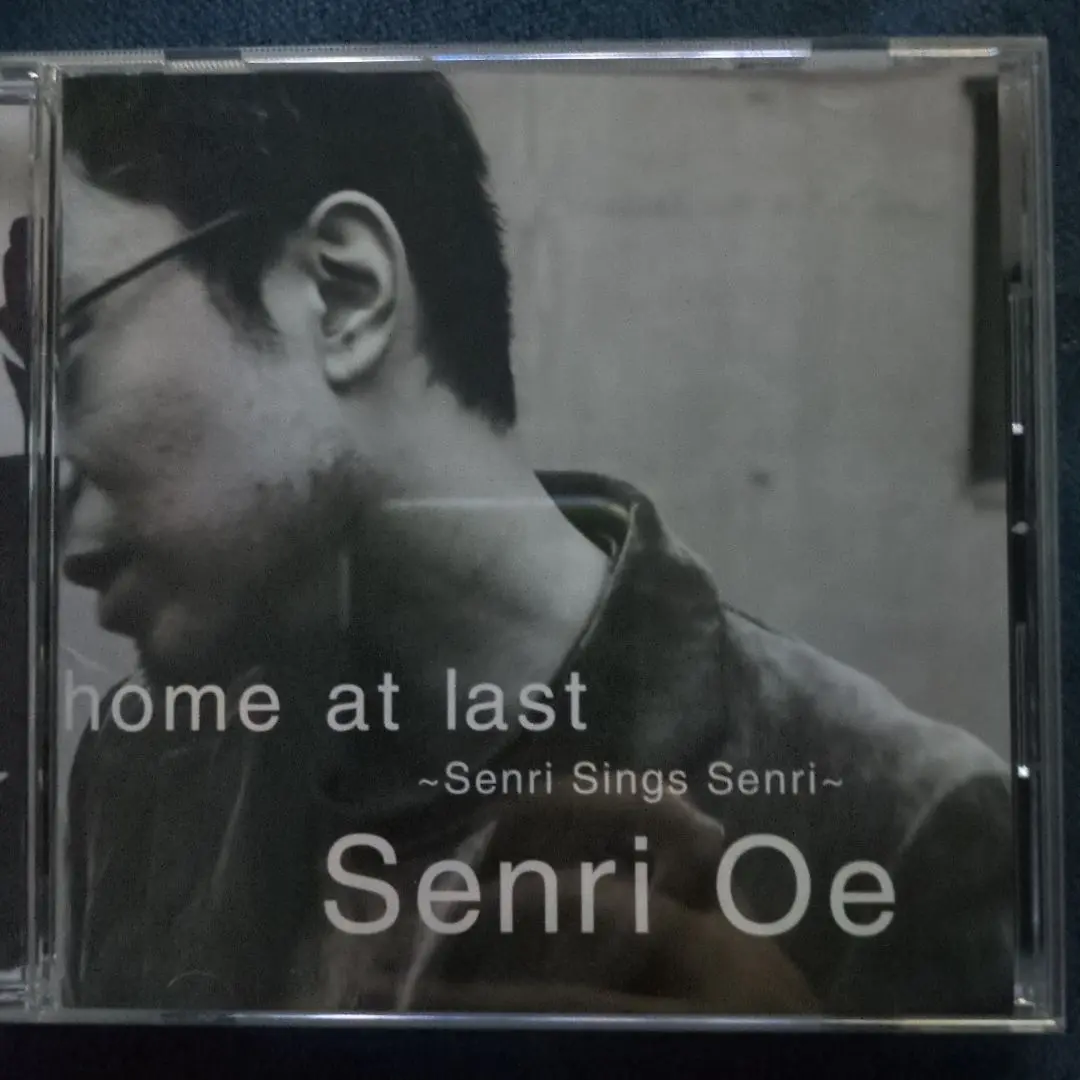 home at last
~Senri Sings Senri~
Senri Oe